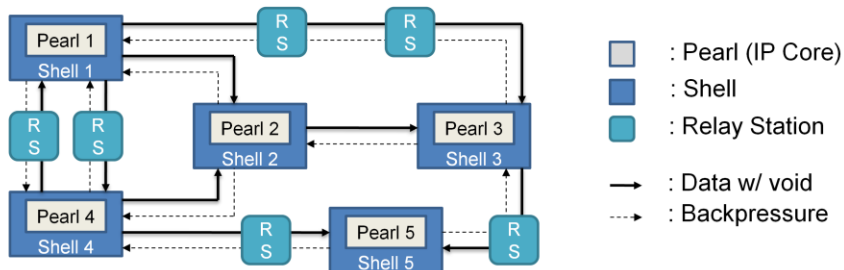 R
S
R
S
Pearl 1
Shell 1
: Pearl (IP Core)
: Shell
: Relay Station
R
S
R
S
Pearl 2
Shell 2
Pearl 3
Shell 3
: Data w/ void
: Backpressure
Pearl 4
Shell 4
R
S
Pearl 5
Shell 5
R
S